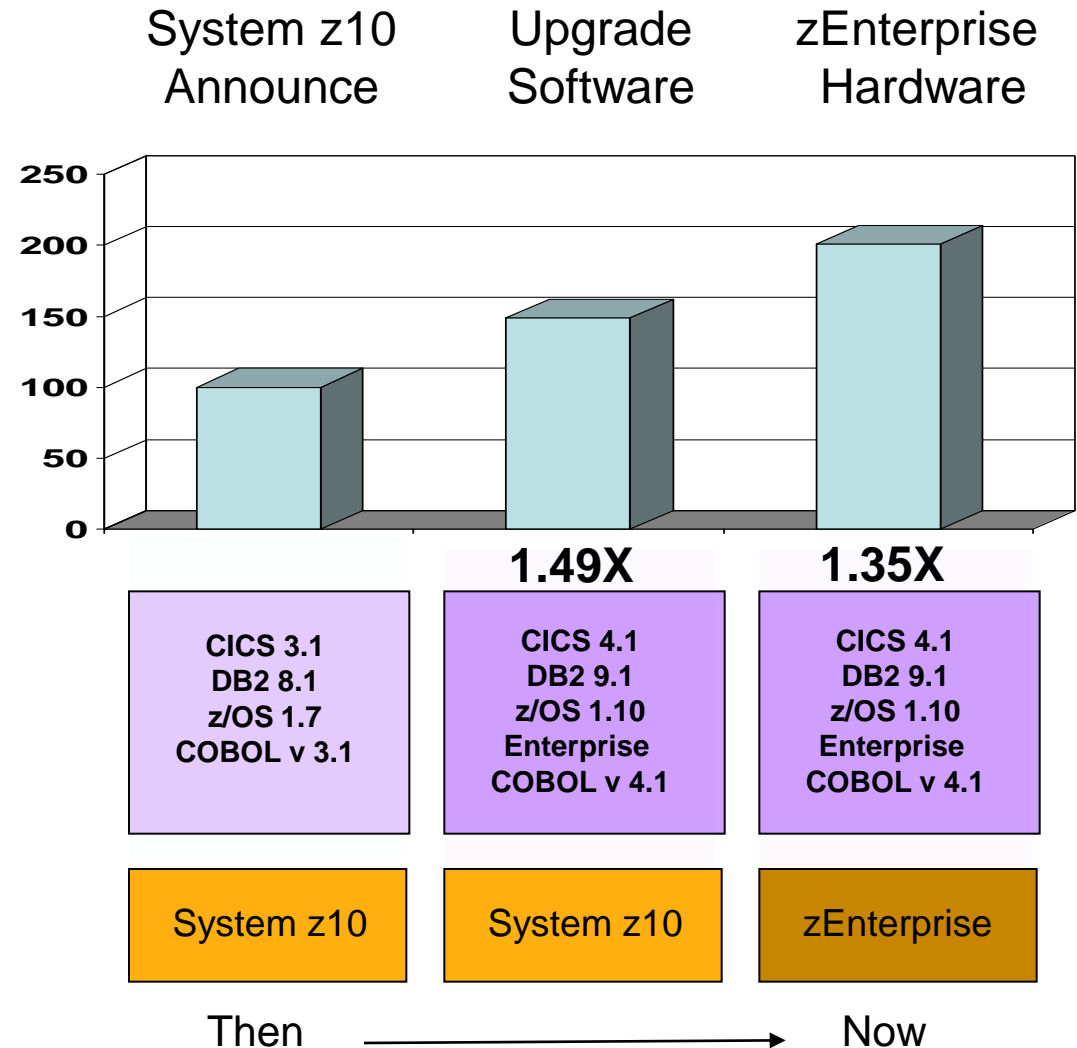 System z10
Announce
Upgrade
Software
zEnterprise
Hardware
250
200
150
100
50
0
1.49X
1.35X
CICS 3.1
DB2 8.1
z/OS 1.7
COBOL v 3.1
CICS 4.1
DB2 9.1
z/OS 1.10
Enterprise
COBOL v 4.1
CICS 4.1
DB2 9.1
z/OS 1.10
Enterprise
COBOL v 4.1
System z10
System z10
zEnterprise
Then
Now